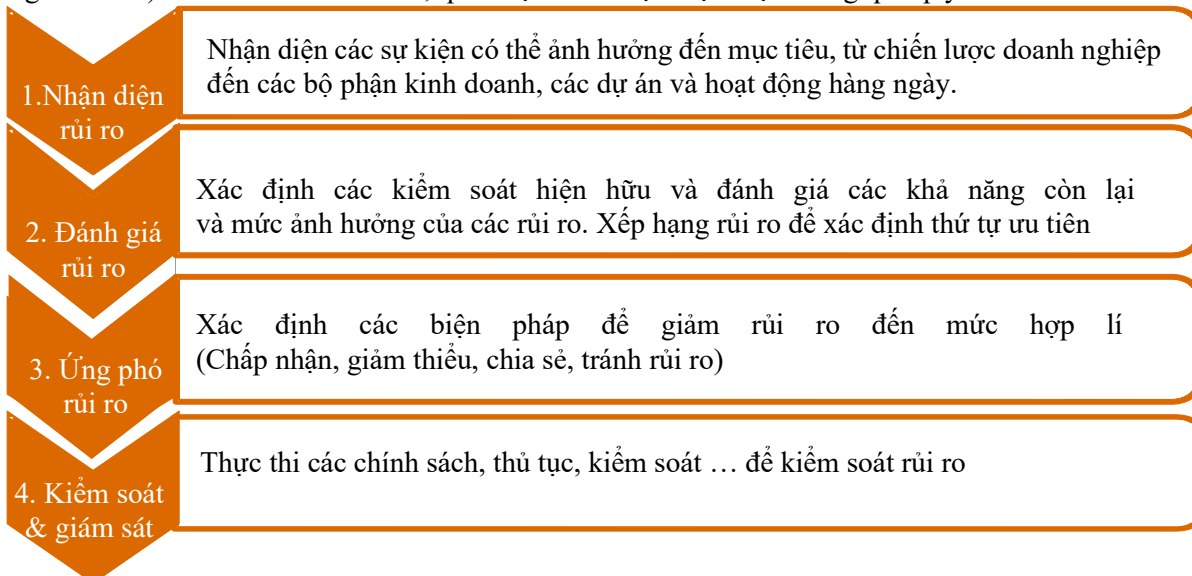 1.Nhận diện
rủi ro
Nhận diện các sự kiện có thể ảnh hưởng đến mục tiêu, từ chiến lược doanh nghiệp
đến các bộ phận kinh doanh, các dự án và hoạt động hàng ngày.
2. Đánh giá
rủi ro
Xác định các kiểm soát hiện hữu và đánh giá các khả năng còn lại
và mức ảnh hưởng của các rủi ro. Xếp hạng rủi ro để xác định thứ tự ưu tiên
3. Ứng phó
rủi ro
Xác định các biện pháp để giảm rủi ro đến mức hợp lí
(Chấp nhận, giảm thiểu, chia sẻ, tránh rủi ro)
4. Kiểm soát
& giám sát
Thực thi các chính sách, thủ tục, kiểm soát … để kiểm soát rủi ro